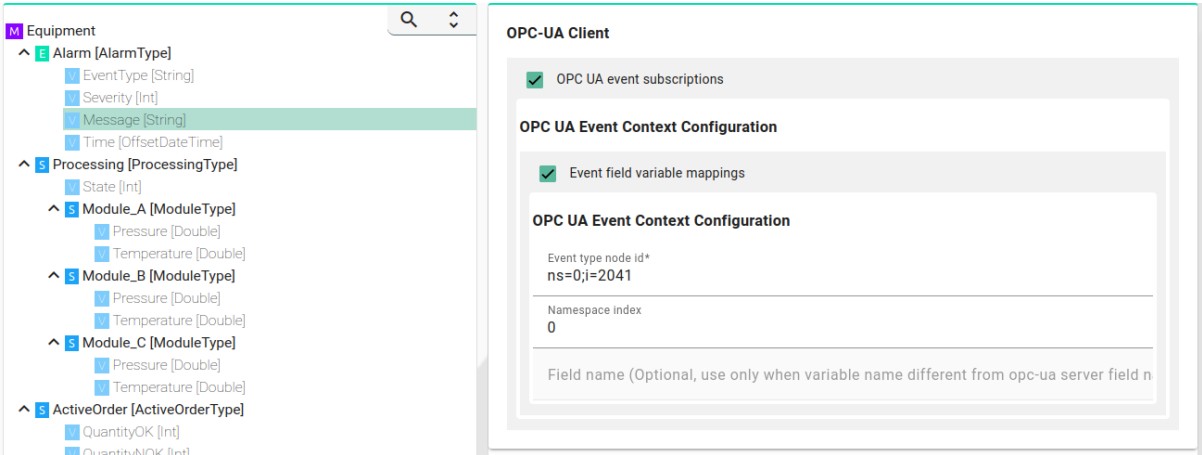 M Equipment
E Alarm [AlarmType]
V EventType [String]
V Severity [Int]
V Message [String]
V Time [OffsetDateTime]
S Processing [ProcessingType]
V State [Int]
S Module_A [ModuleType]
V Pressure [Double]
V Temperature [Double]
S Module_B [ModuleType]
V Pressure [Double]
V Temperature [Double]
S Module_C [ModuleType]
V Pressure [Double]
V Temperature [Double]
S ActiveOrder [ActiveOrderType]
V QuantityOK [Int]
V QuantityNOK [Int]
OPC-UA Client
OPC UA event subscriptions
OPC UA Event Context Configuration
Event field variable mappings
OPC UA Event Context Configuration
Event type node id*
ns=0;i=2041
Namespace index
0
Field name (Optional, use only when variable name different from opc-ua server field n